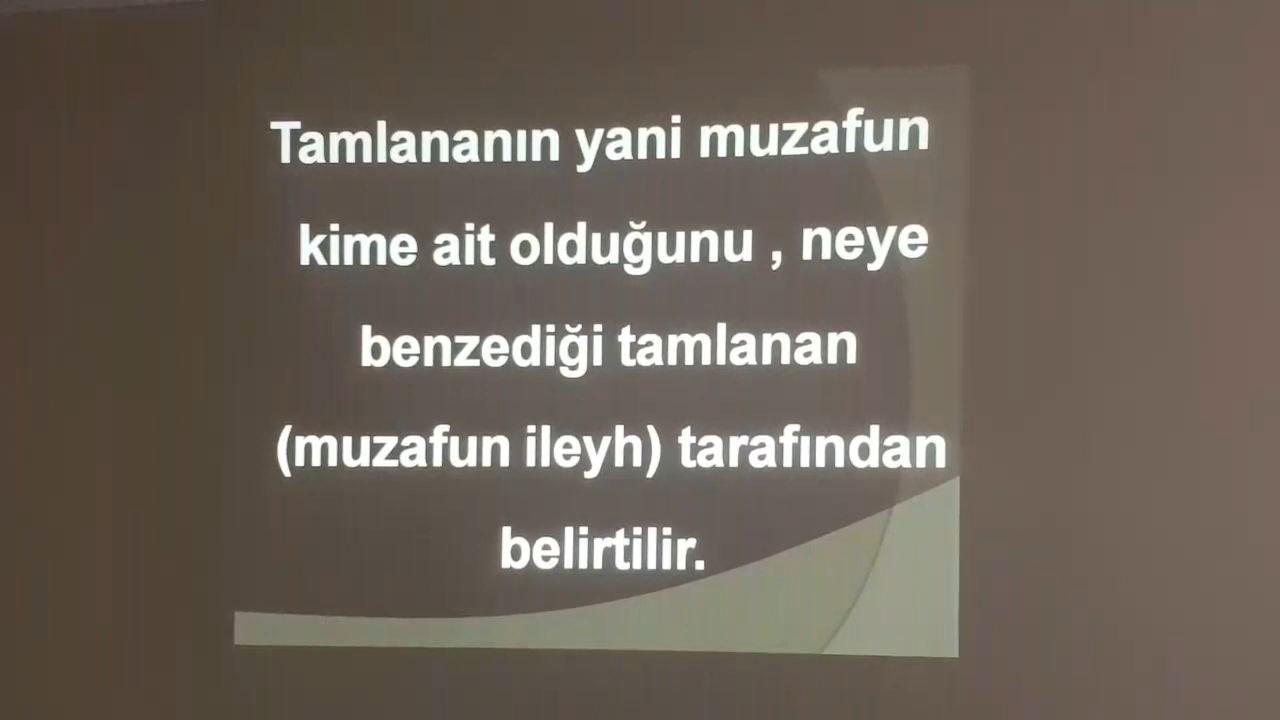 Tamlananın yani muzafun
kime ait olduğunu , neye
benzediği tamlanan
(muzafun ileyh) tarafından
belirtilir.